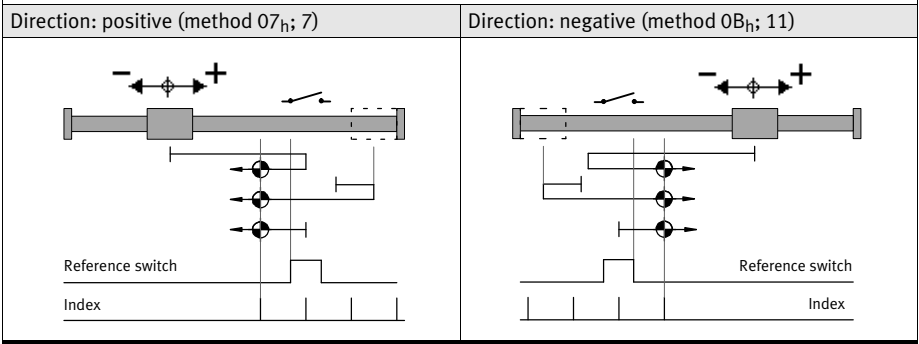 Direction: positive (method 07h; 7)
Direction: negative (method 0Bh; 11)
− +
− +
Reference switch
Reference switch
Index
Index